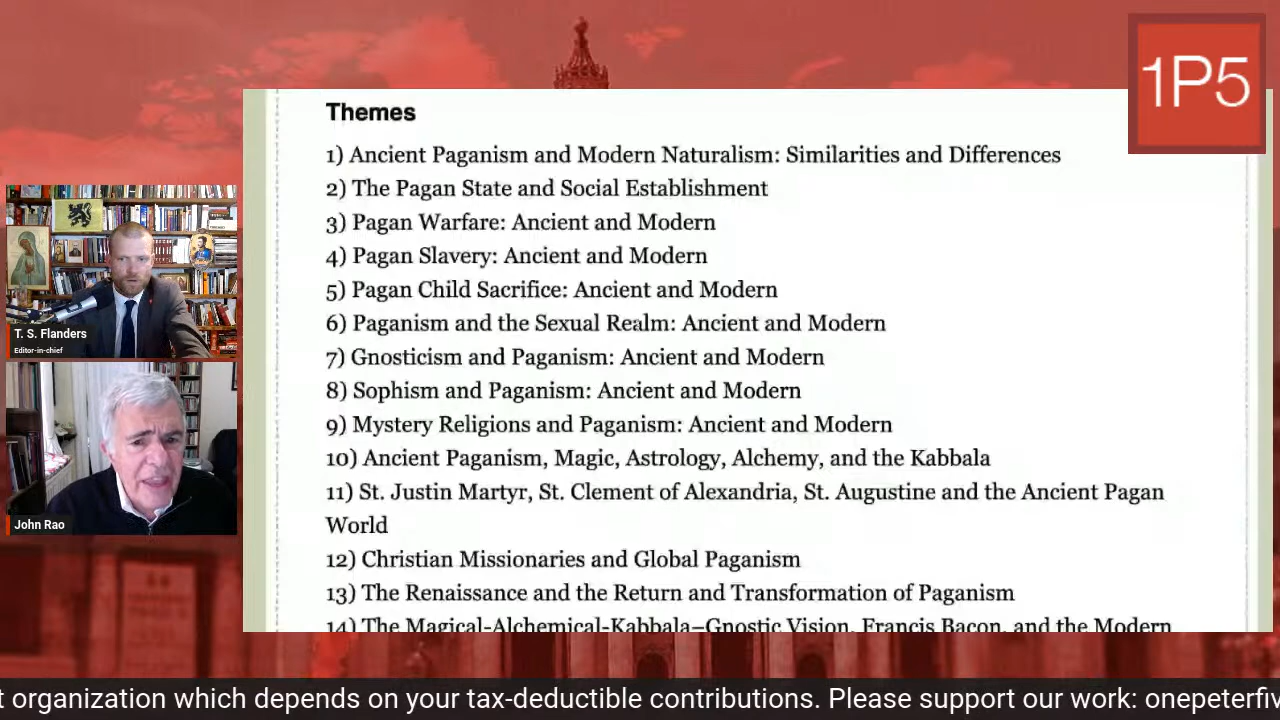 1P5
Themes
1) Ancient Paganism and Modern Naturalism: Similarities and Differences
2) The Pagan State and Social Establishment
3) Pagan Warfare: Ancient and Modern
4) Pagan Slavery: Ancient and Modern
5) Pagan Child Sacrifice: Ancient and Modern
6) Paganism and the Sexual Realm: Ancient and Modern
7) Gnosticism and Paganism: Ancient and Modern
8) Sophism and Paganism: Ancient and Modern
9) Mystery Religions and Paganism: Ancient and Modern
10) Ancient Paganism, Magic, Astrology, Alchemy, and the Kabbala
11) St. Justin Martyr, St. Clement of Alexandria, St. Augustine and the Ancient Pagan
World
12) Christian Missionaries and Global Paganism
13) The Renaissance and the Return and Transformation of Paganism
14) The Magical-Alchemical-Kabbala–Gnostic Vision, Francis Bacon, and the Modern
T. S. Flanders
Editor-in-chief
John Rao
t organization which depends on your tax-deductible contributions. Please support our work: onepeterfiv